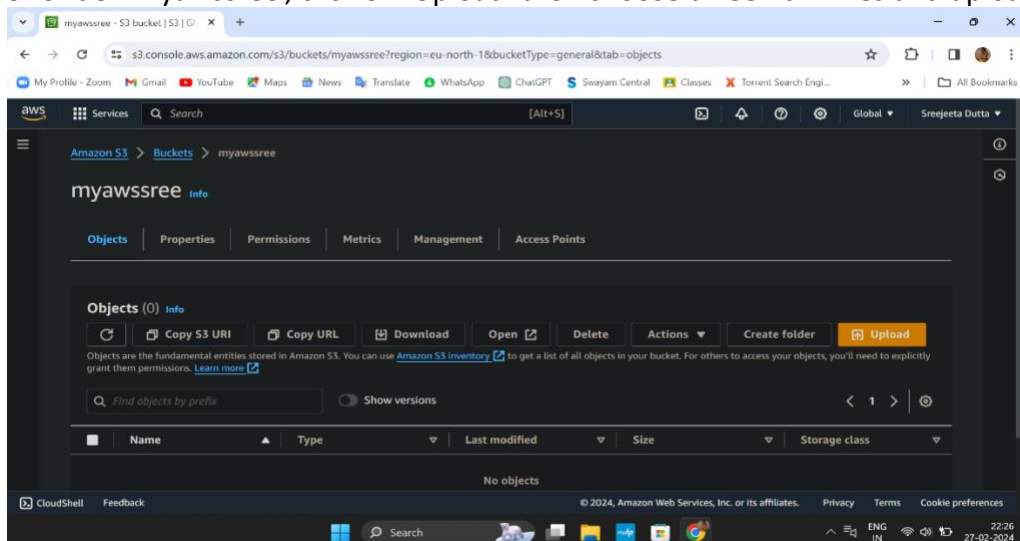 myawssree - S3 bucket | S3 | Gl
s3.console.aws.amazon.com/s3/buckets/myawssree?region=eu-north-1&bucketType=general&tab=objects
My Profile - Zoom Gmail YouTube Maps News Translate WhatsApp ChatGPT Swayam Central Classes Torrent Search Engi... » All Bookmarks
aws Services Search [Alt+S] Global Sreejeeta Dutta
Amazon S3 > Buckets > myawssree
myawssree Info
Objects Properties Permissions Metrics Management Access Points
Objects (0) Info
Copy S3 URI Copy URL Download Open Delete Actions Create folder Upload
Objects are the fundamental entities stored in Amazon S3. You can use Amazon S3 inventory to get a list of all objects in your bucket. For others to access your objects, you'll need to explicitly
grant them permissions. Learn more
Find objects by prefix Show versions < 1 >
Name Type Last modified Size Storage class
No objects
CloudShell Feedback © 2024, Amazon Web Services, Inc. or its affiliates. Privacy Terms Cookie preferences
Search ENG 22:26
IN 27-02-2024